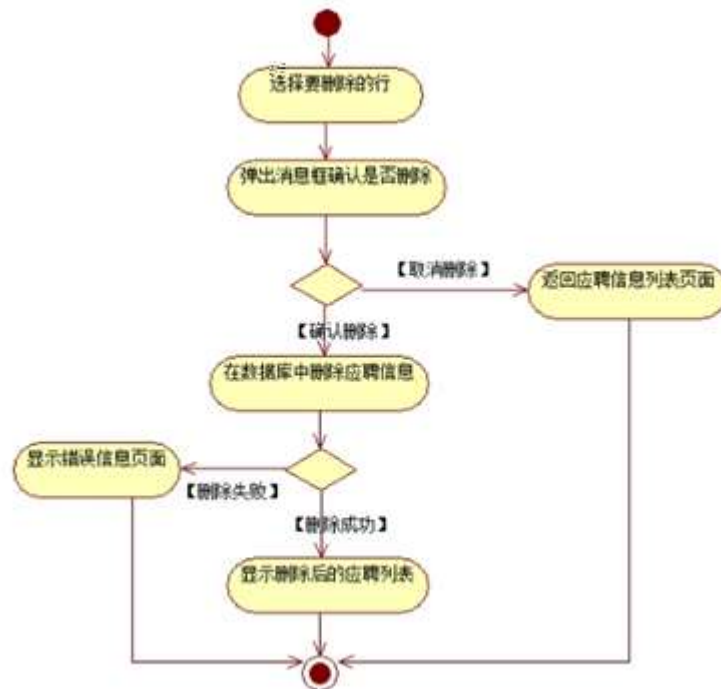 选择要删除的行
弹出消息框确认是否删除
【取消删除】
返回应聘信息列表页面
【确认删除】
在数据库中删除应聘信息
显示错误信息页面
【删除失败】
【删除成功】
显示删除后的应聘列表